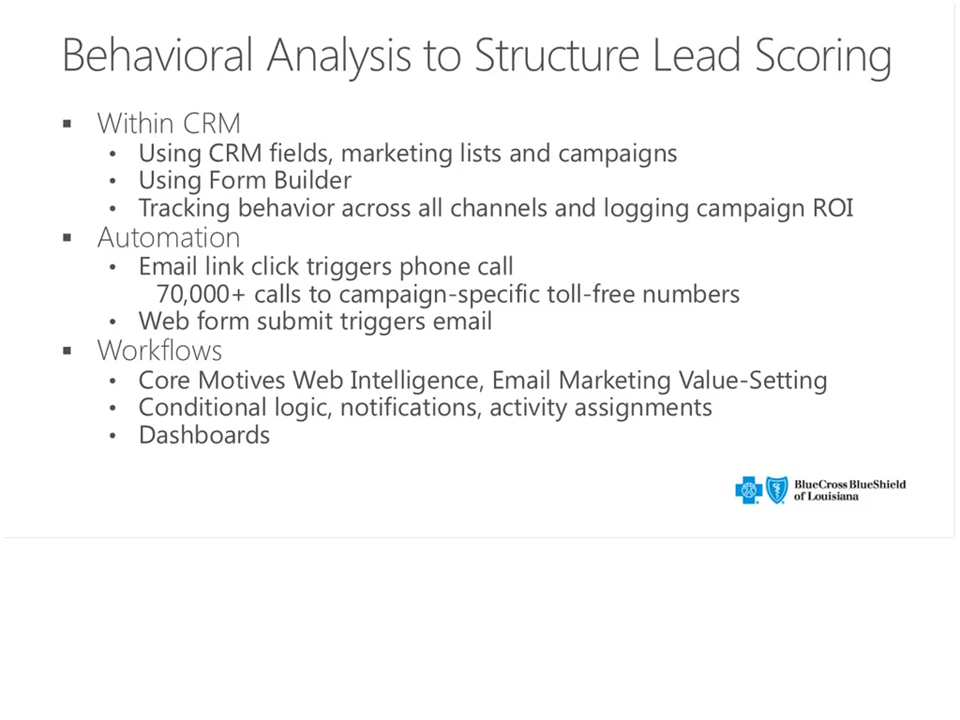 Behavioral Analysis to Structure Lead Scoring
▪ Within CRM
• Using CRM fields, marketing lists and campaigns
• Using Form Builder
• Tracking behavior across all channels and logging campaign ROI
▪ Automation
• Email link click triggers phone call
70,000+ calls to campaign-specific toll-free numbers
• Web form submit triggers email
▪ Workflows
• Core Motives Web Intelligence, Email Marketing Value-Setting
• Conditional logic, notifications, activity assignments
• Dashboards
BlueCross BlueShield
of Louisiana